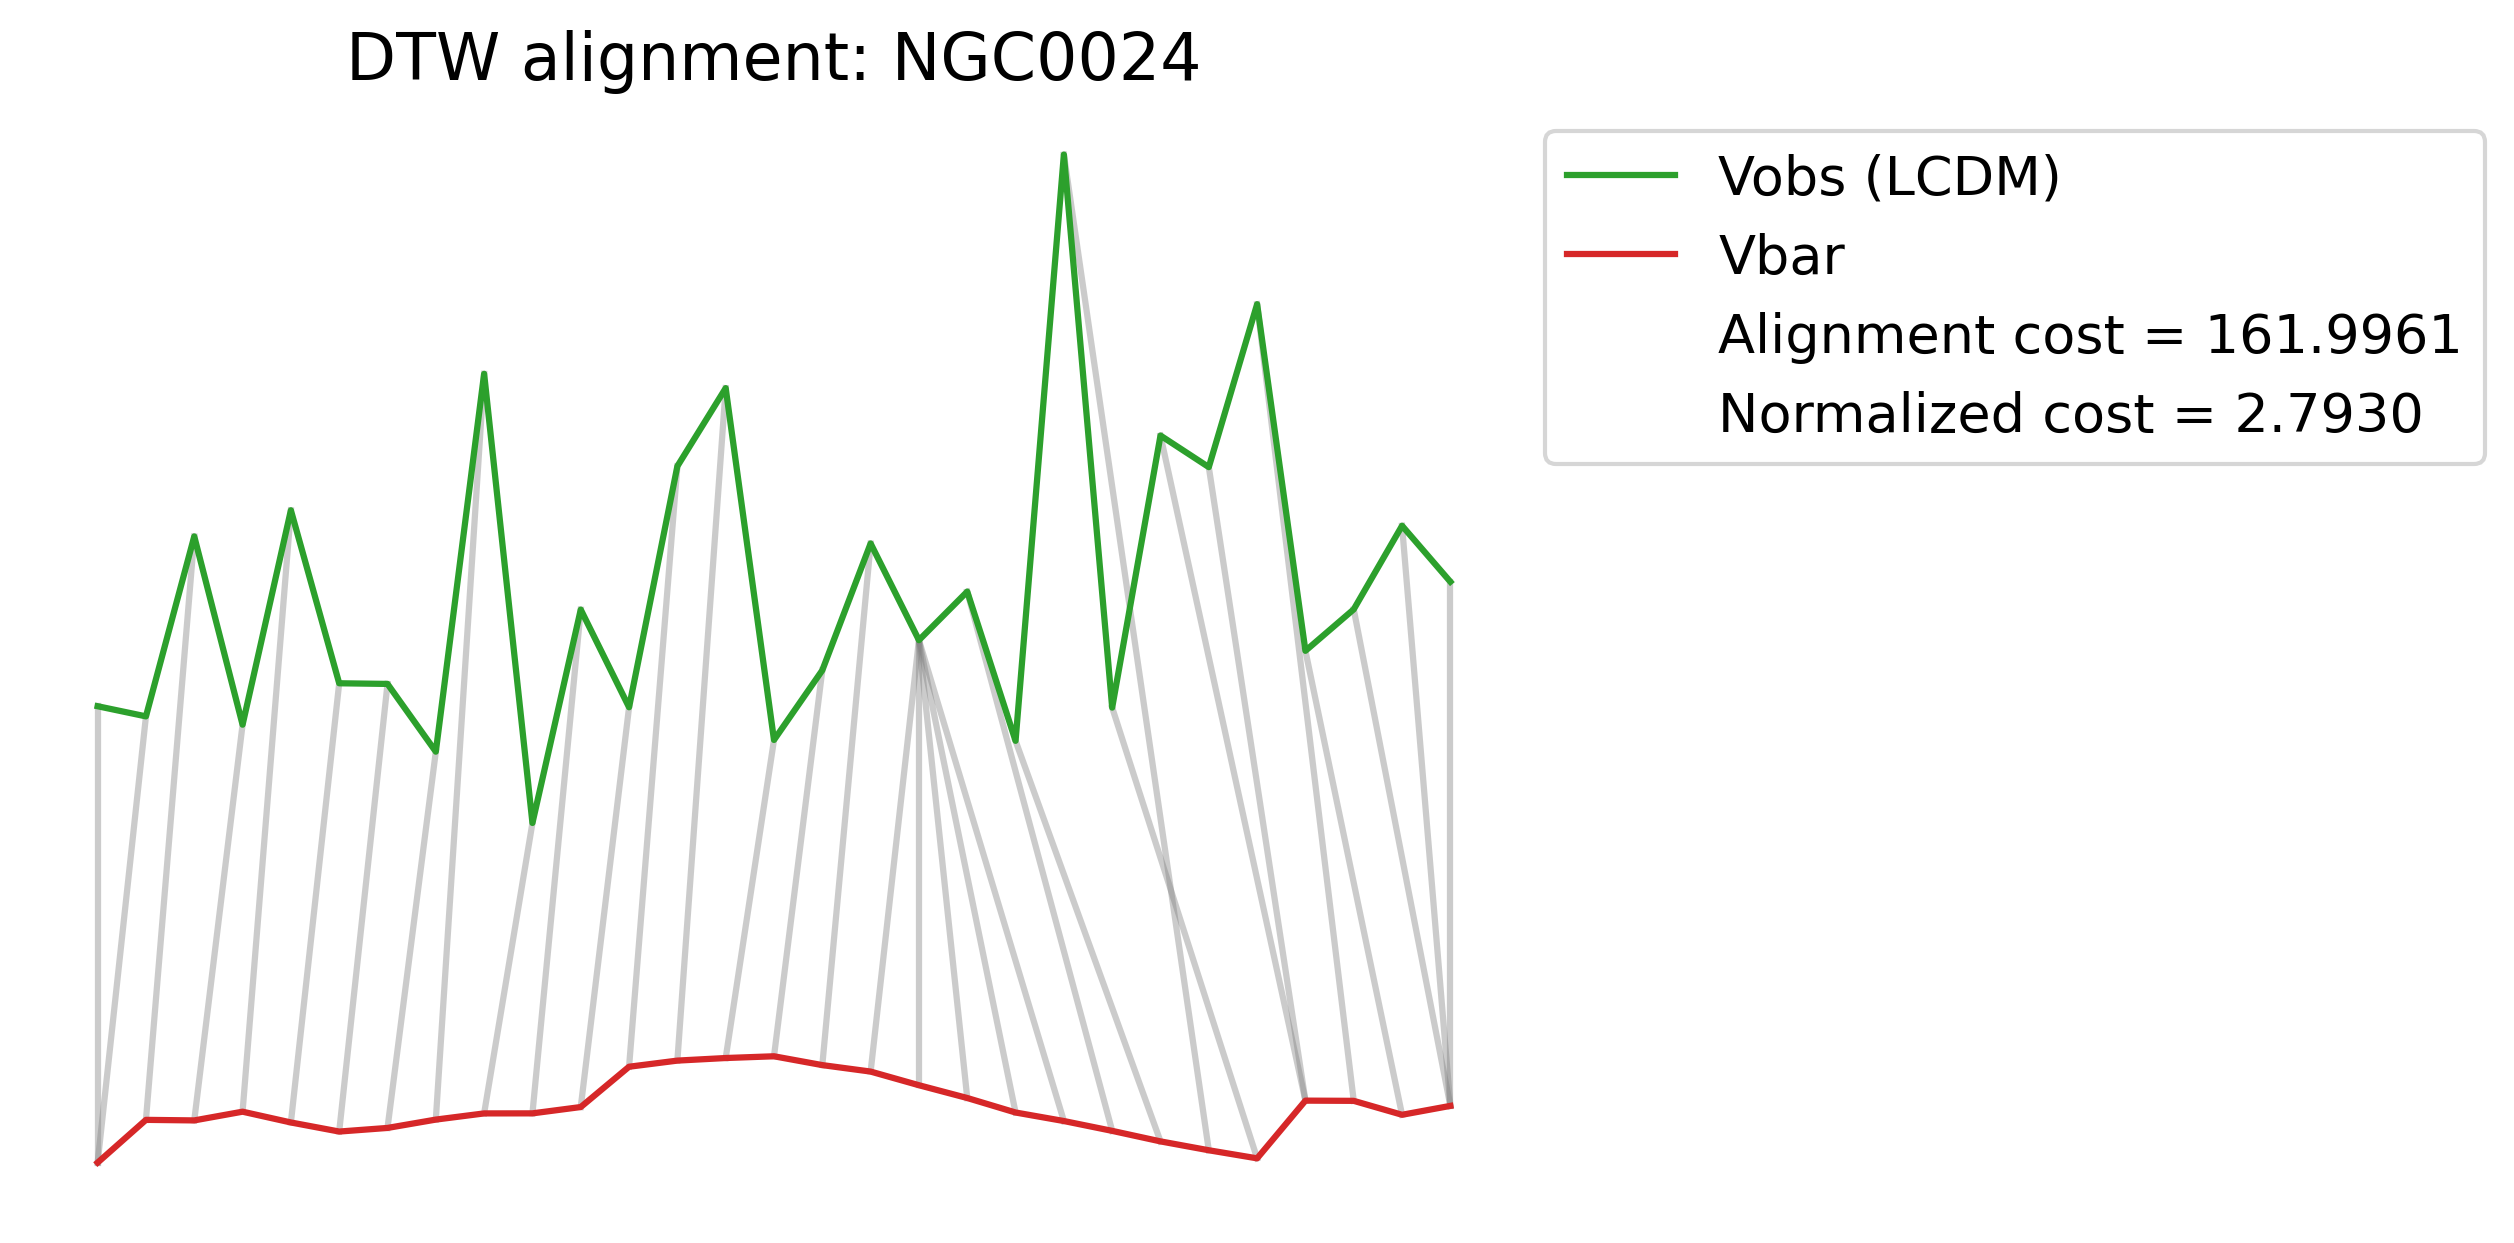 DTW alignment: NGC0024
Vobs (LCDM)
Vbar
Alignment cost = 161.9961
Normalized cost = 2.7930